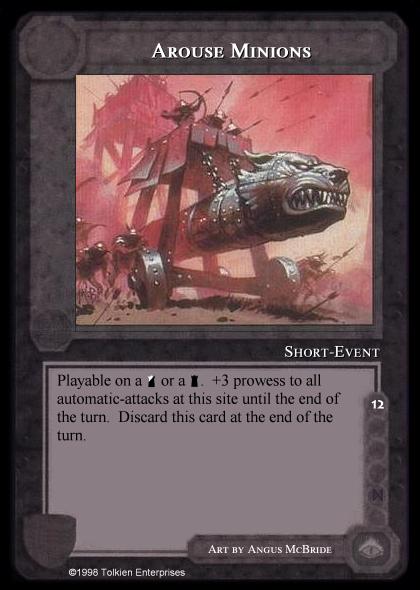 AROUSE MINIONS
SHORT-EVENT
Playable on a or a . +3 prowess to all
automatic-attacks at this site until the end of
the turn. Discard this card at the end of the
turn.
12
N
ART BY ANGUS MCBRIDE
©1998 Tolkien Enterprises